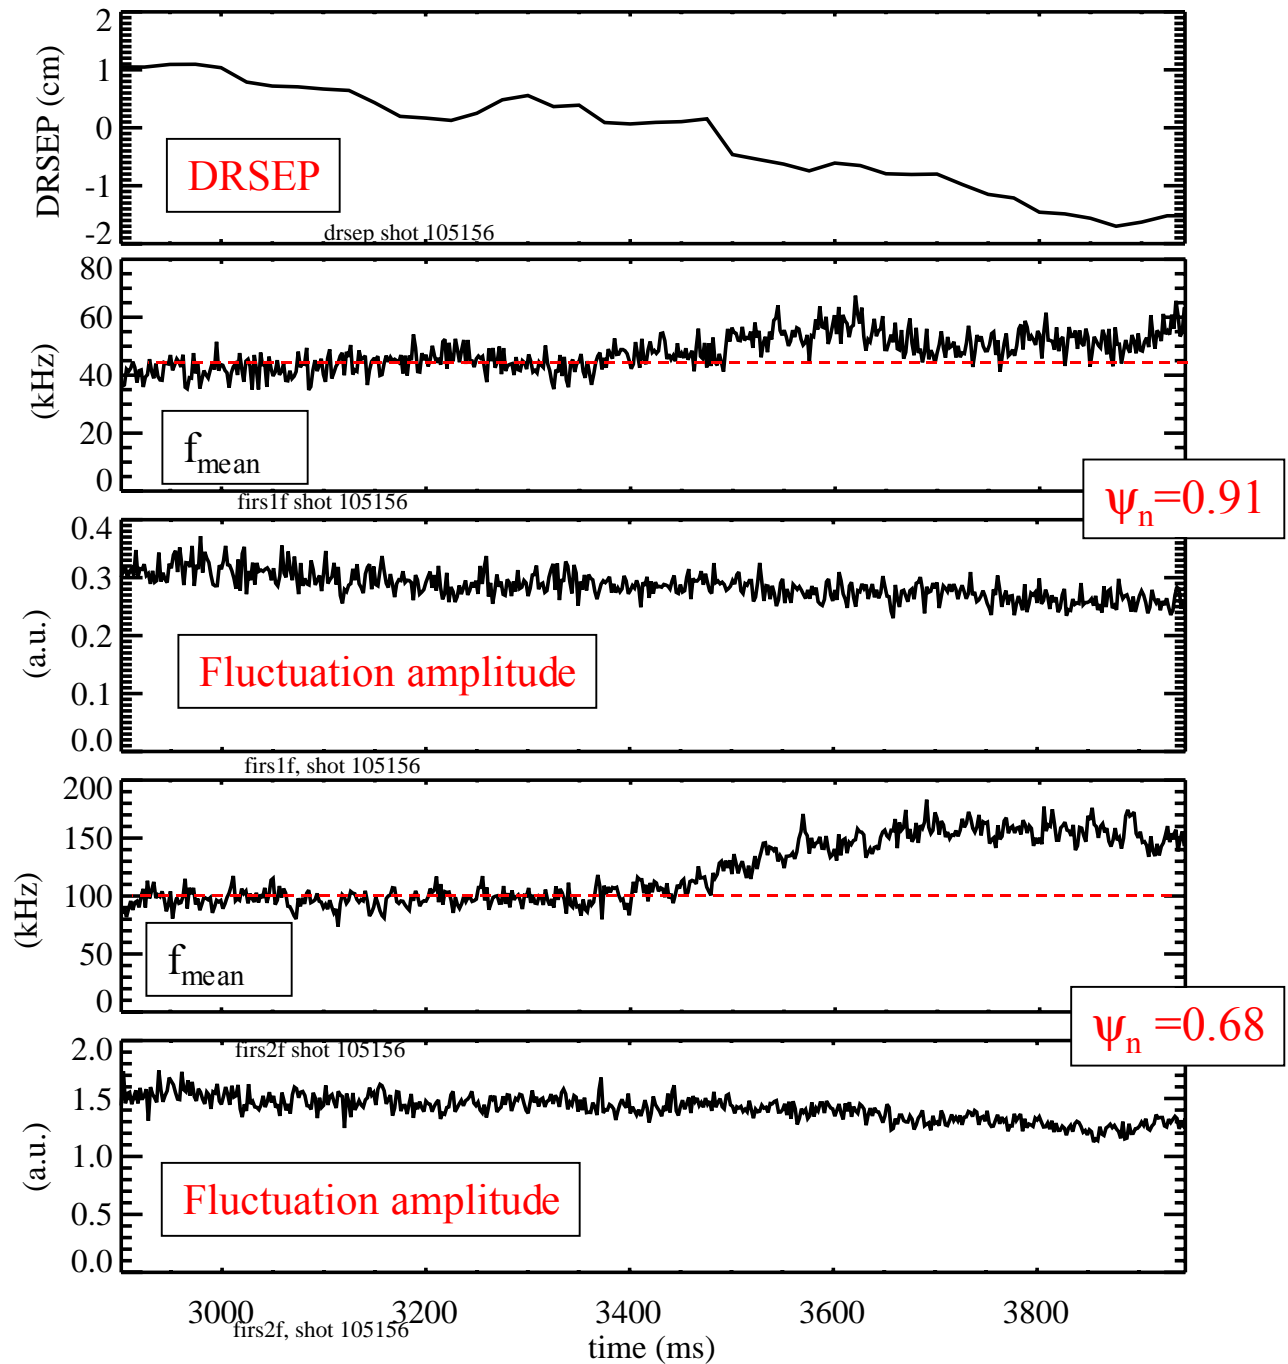 2
1
0
-1
-2
DRSEP (cm)
DRSEP
drsep shot 105156
80
60
40
20
0
(kHz)
f_mean
firs1f shot 105156
ψ_n=0.91
0.4
0.3
0.2
0.1
0.0
(a.u.)
Fluctuation amplitude
firs1f, shot 105156
200
150
100
50
0
(kHz)
f_mean
ψ_n =0.68
firs2f shot 105156
2.0
1.5
1.0
0.5
0.0
(a.u.)
Fluctuation amplitude
3000 3200 3400 3600 3800
firs2f, shot 105156
time (ms)